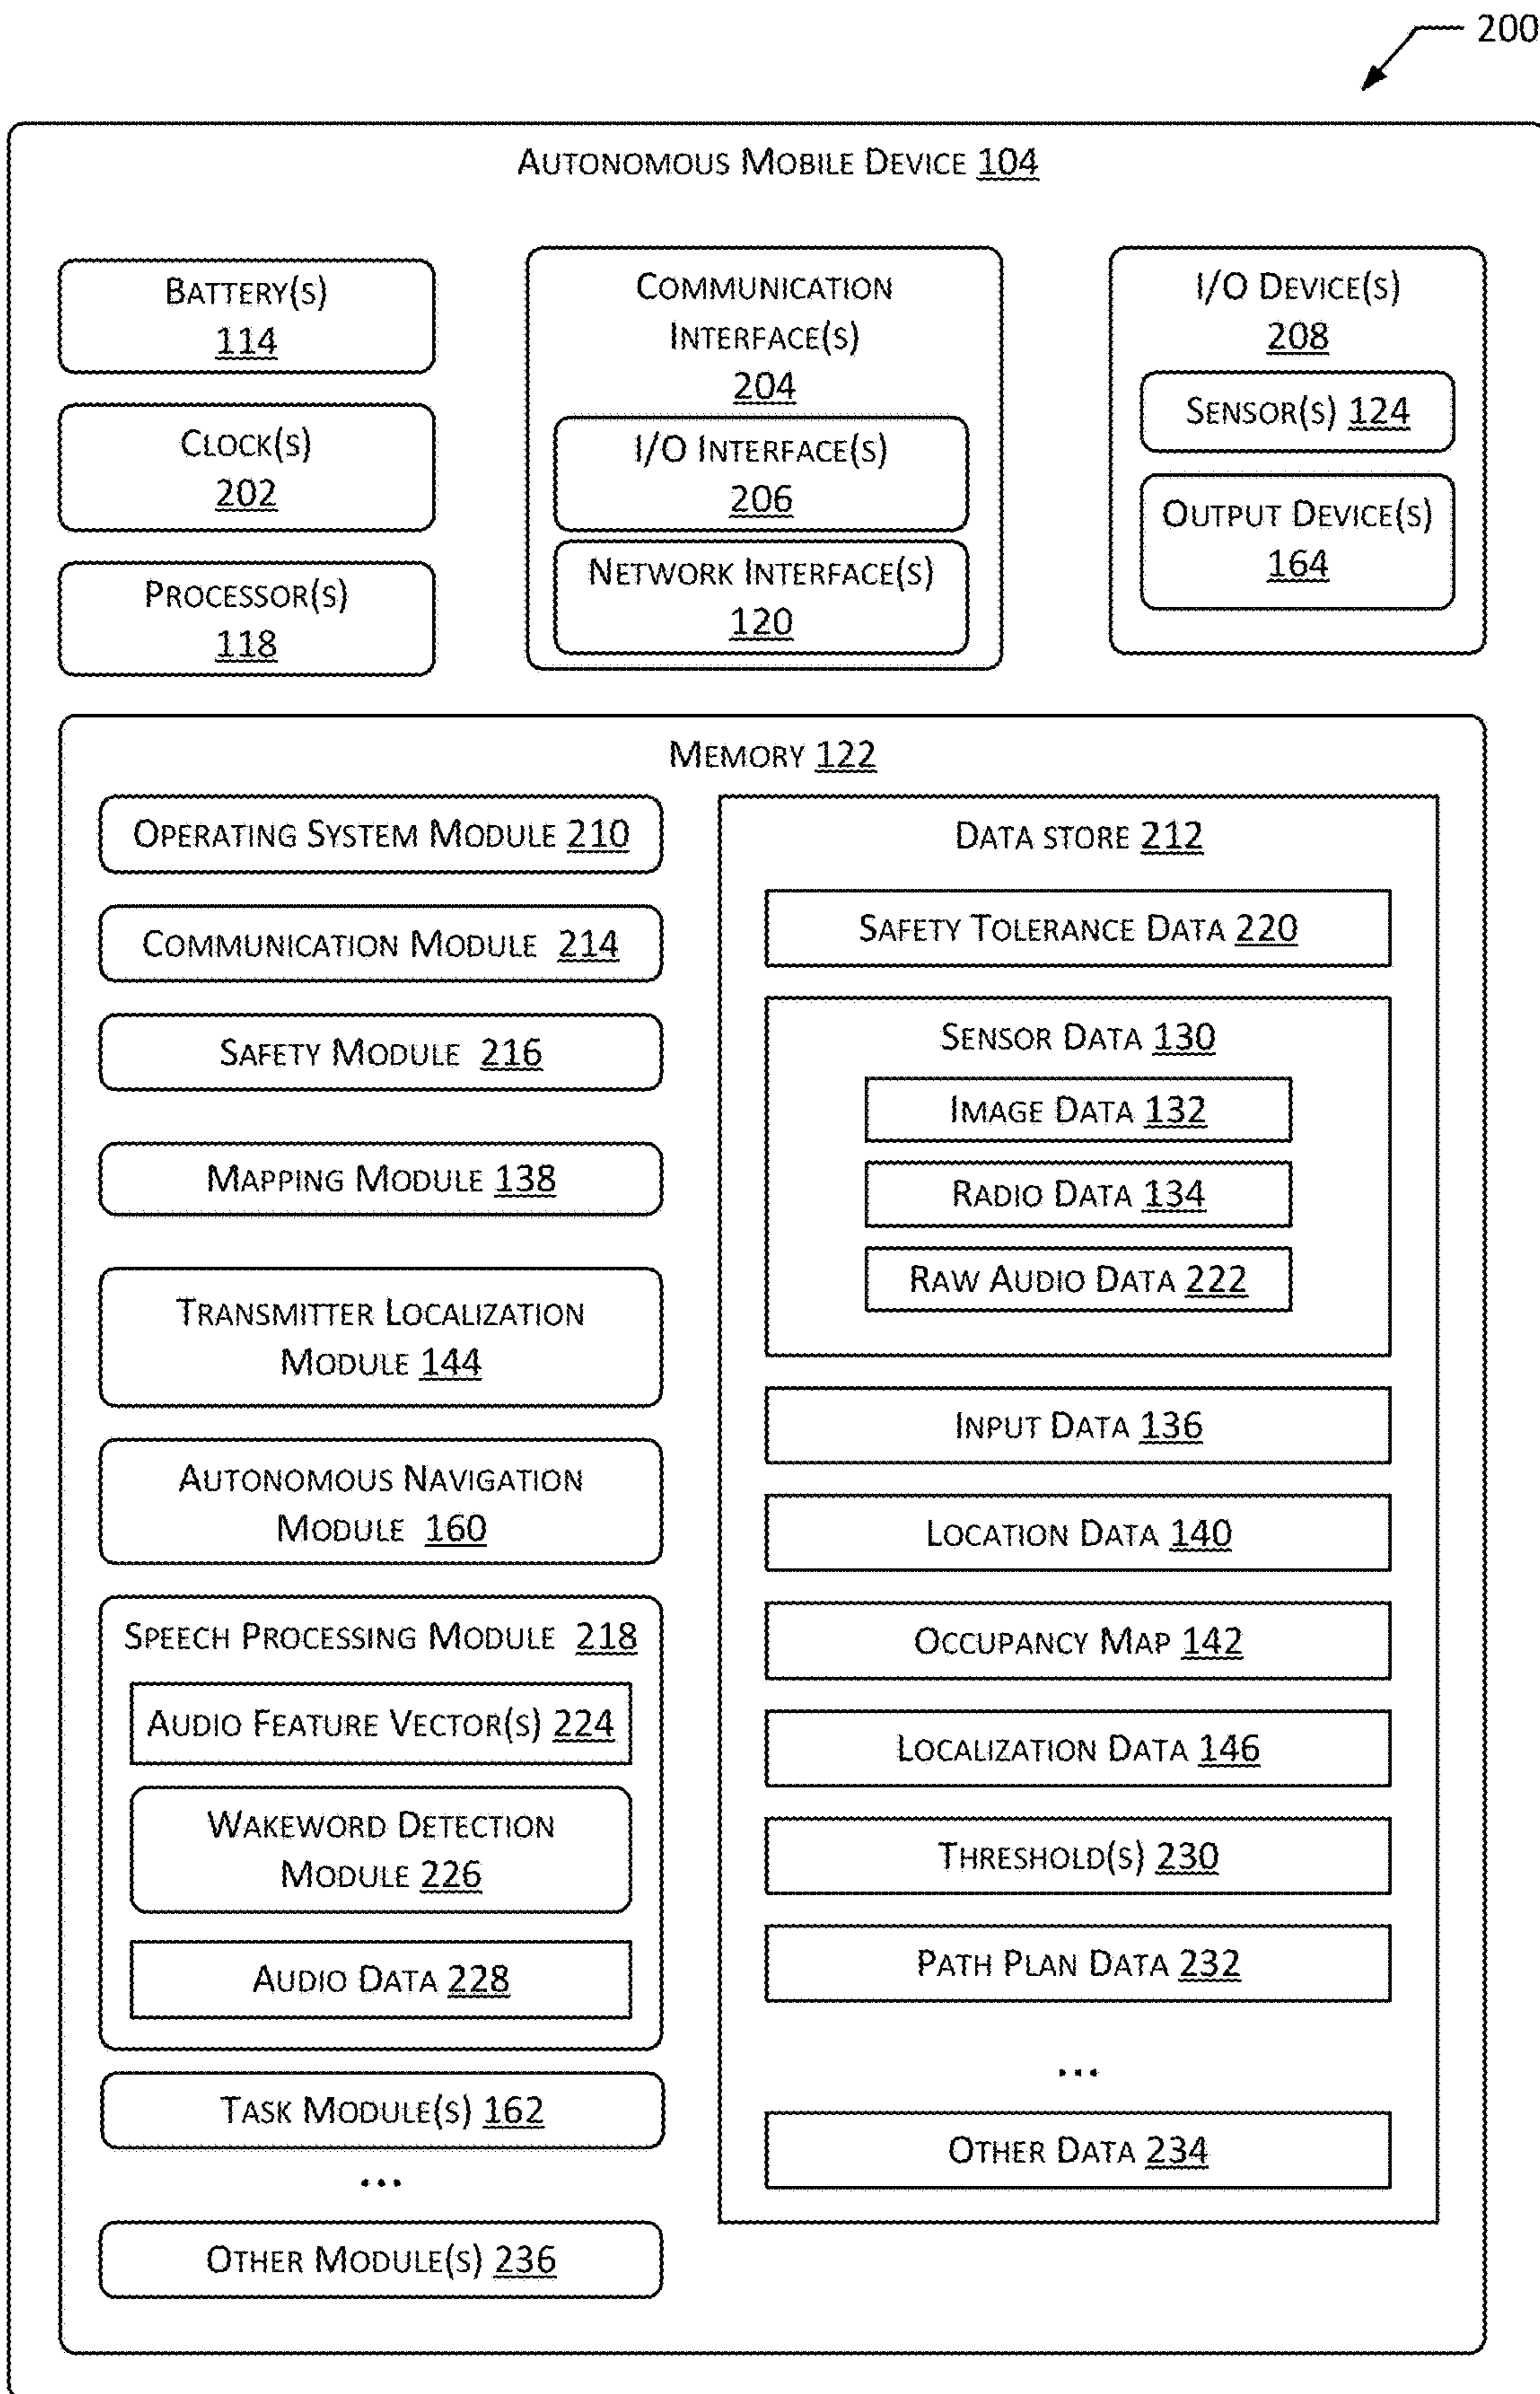 200
AUTONOMOUS MOBILE DEVICE 104
BATTERY(S)
114
CLOCK(S)
202
PROCESSOR(S)
118
COMMUNICATION
INTERFACE(S)
204
I/O INTERFACE(S)
206
NETWORK INTERFACE(S)
120
I/O DEVICE(S)
208
SENSOR(S) 124
OUTPUT DEVICE(S)
164
MEMORY 122
OPERATING SYSTEM MODULE 210
COMMUNICATION MODULE 214
SAFETY MODULE 216
MAPPING MODULE 138
TRANSMITTER LOCALIZATION
MODULE 144
AUTONOMOUS NAVIGATION
MODULE 160
SPEECH PROCESSING MODULE 218
AUDIO FEATURE VECTOR(S) 224
WAKEWORD DETECTION
MODULE 226
AUDIO DATA 228
TASK MODULE(S) 162
...
OTHER MODULE(S) 236
DATA STORE 212
SAFETY TOLERANCE DATA 220
SENSOR DATA 130
IMAGE DATA 132
RADIO DATA 134
RAW AUDIO DATA 222
INPUT DATA 136
LOCATION DATA 140
OCCUPANCY MAP 142
LOCALIZATION DATA 146
THRESHOLD(S) 230
PATH PLAN DATA 232
...
OTHER DATA 234